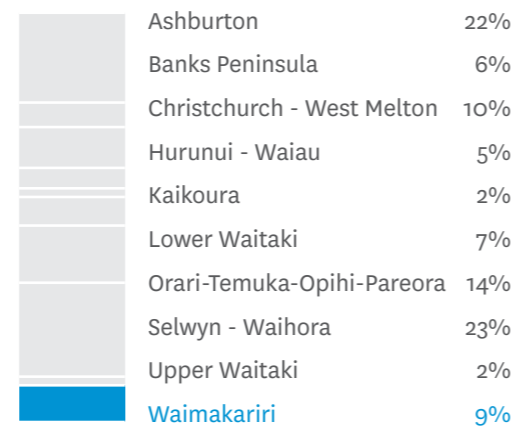 Ashburton 22%
Banks Peninsula 6%
Christchurch - West Melton 10%
Hurunui - Waiau 5%
Kaikoura 2%
Lower Waitaki 7%
Orari-Temuka-Opihi-Pareora 14%
Selwyn - Waihora 23%
Upper Waitaki 2%
Waimakariri 9%